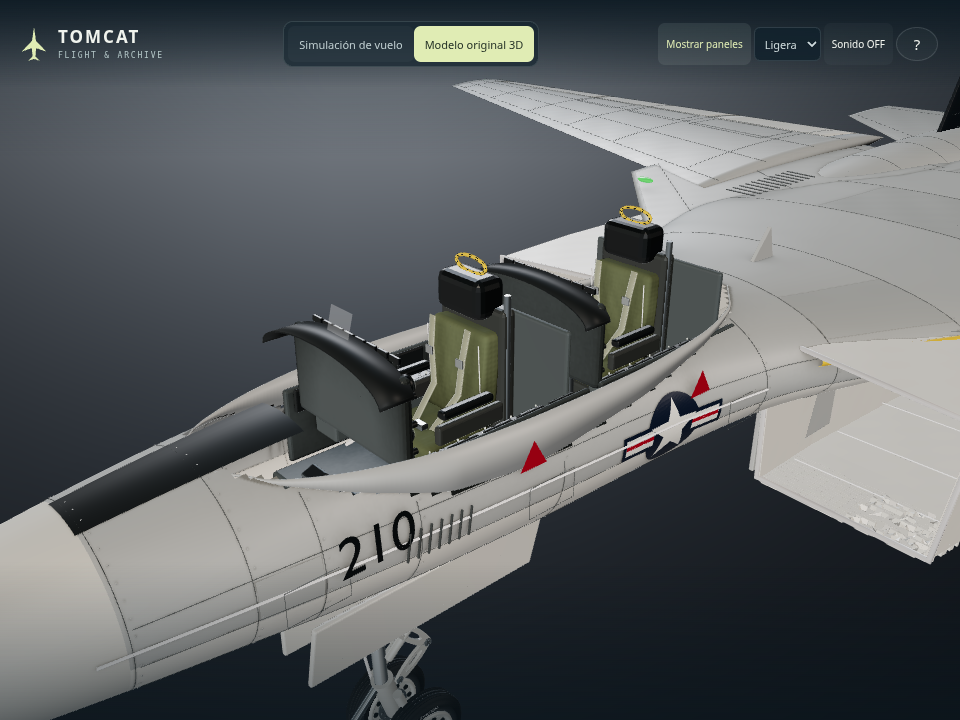 TOMCAT
FLIGHT & ARCHIVE
Simulación de vuelo
Modelo original 3D
Mostrar paneles
Ligera
Sonido OFF
?
210